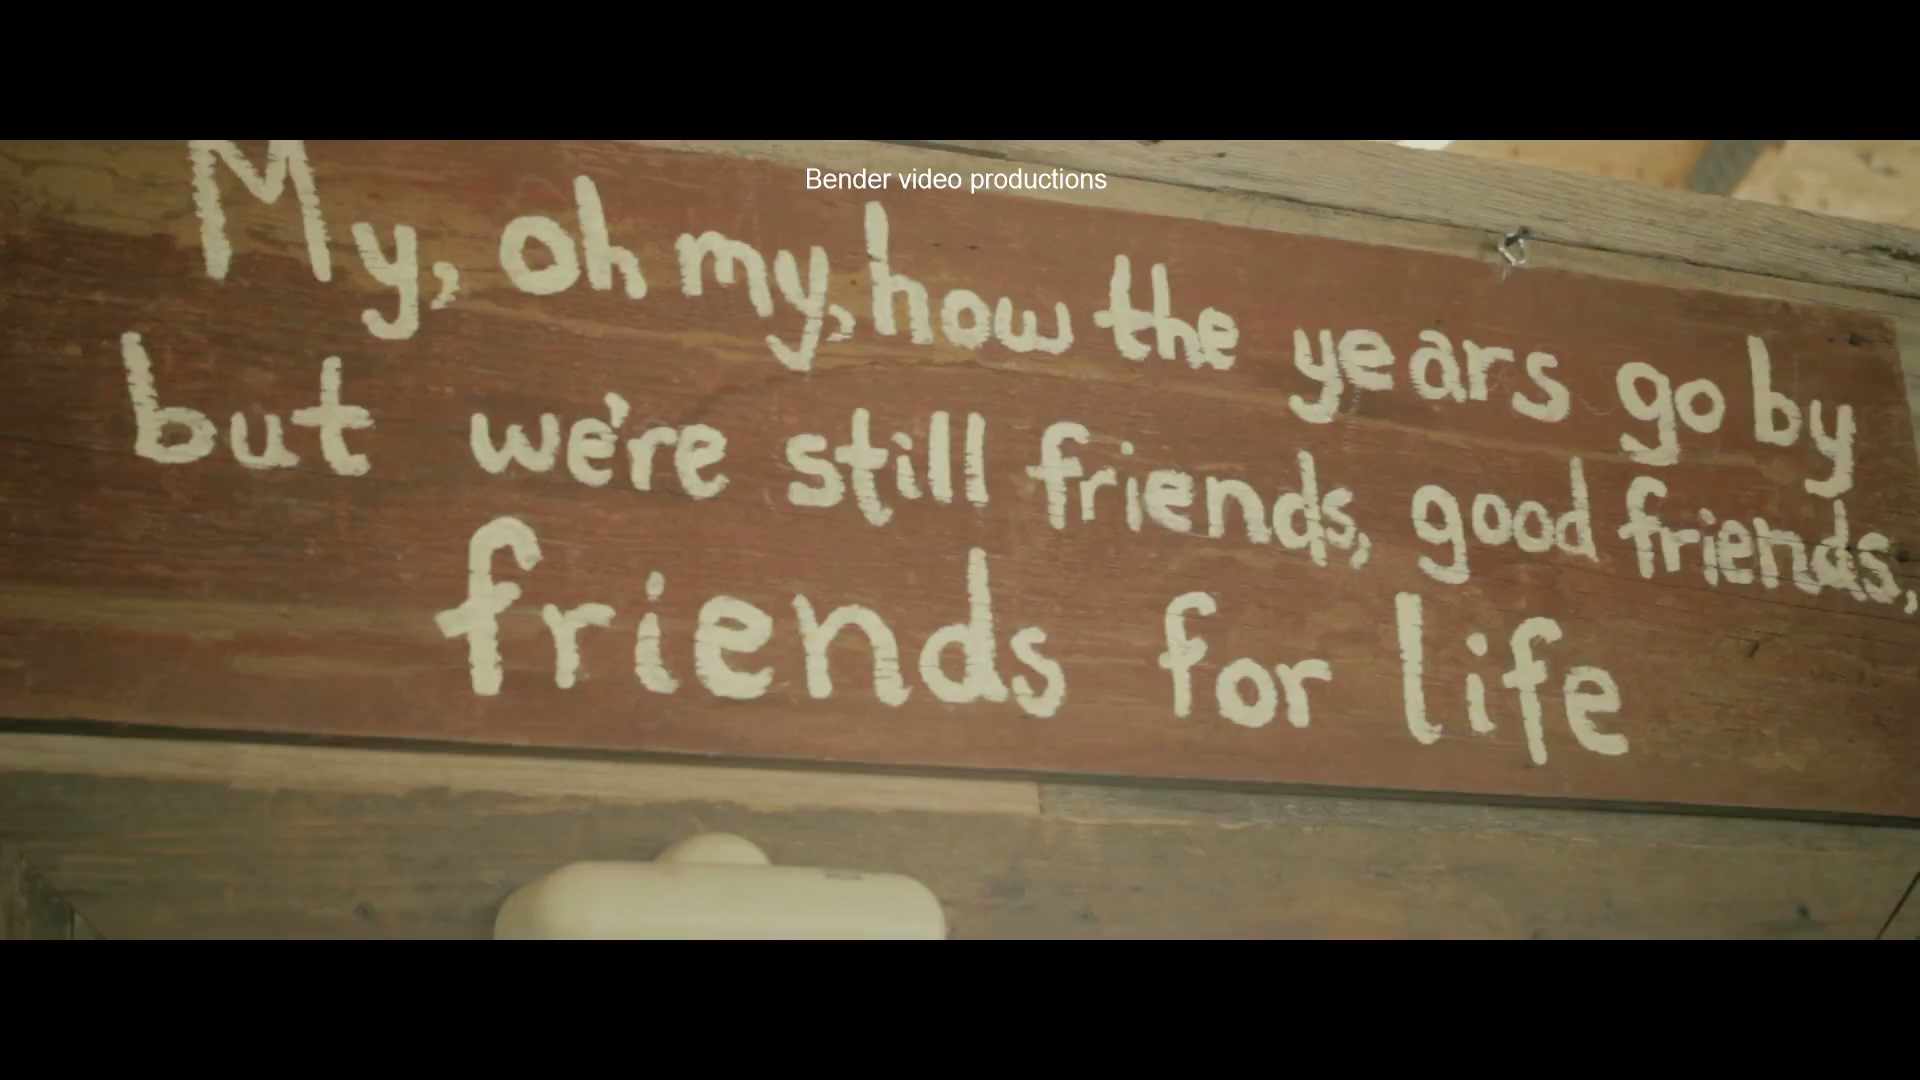 Bender video productions
My, oh my, how the years go by
but we're still friends, good friends,
friends for life